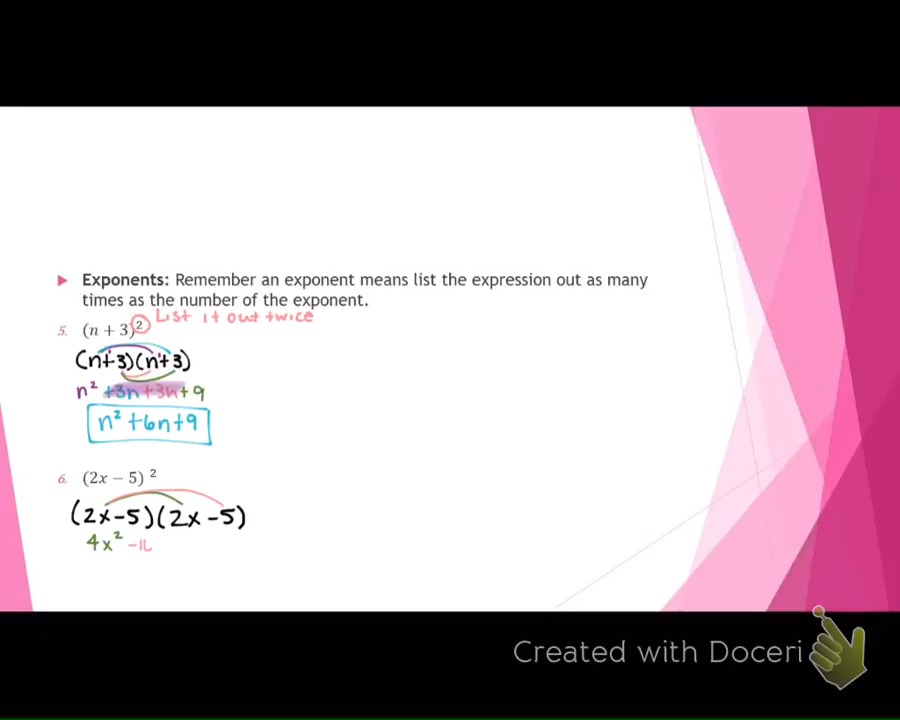 Exponents: Remember an exponent means list the expression out as many
times as the number of the exponent.
List it out twice
5. (n + 3)²
(n+3)(n+3)
n² +3n +3n +9
n² +6n+9
6. (2x – 5) ²
(2x-5)(2x-5)
4x²
Created with Doceri